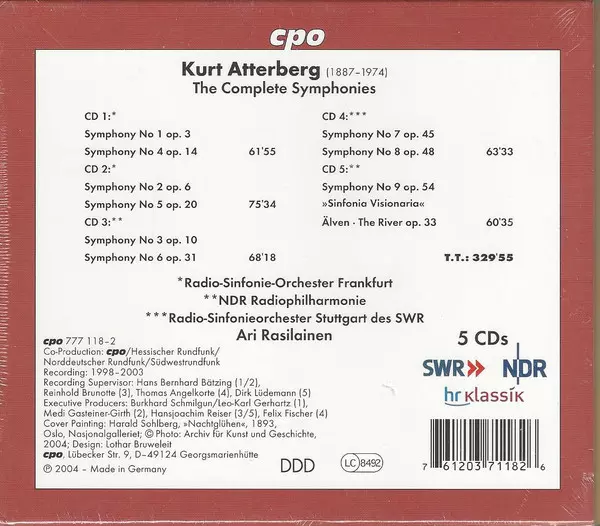 cpo
Kurt Atterberg (1887–1974)
The Complete Symphonies
CD 1:*
Symphony No 1 op. 3
Symphony No 4 op. 14 61'55
CD 2:*
Symphony No 2 op. 6
Symphony No 5 op. 20 75'34
CD 3:**
Symphony No 3 op. 10
Symphony No 6 op. 31 68'18
CD 4:***
Symphony No 7 op. 45
Symphony No 8 op. 48 63'33
CD 5:**
Symphony No 9 op. 54
»Sinfonia Visionaria«
Älven · The River op. 33 60'35
T.T.: 329'55
*Radio-Sinfonie-Orchester Frankfurt
**NDR Radiophilharmonie
***Radio-Sinfonieorchester Stuttgart des SWR
Ari Rasilainen
cpo 777 118–2
Co-Production: cpo/Hessischer Rundfunk/
Norddeutscher Rundfunk/Südwestrundfunk
Recording: 1998–2003
Recording Supervisor: Hans Bernhard Bätzing (1/2),
Reinhold Brunotte (3), Thomas Angelkorte (4), Dirk Lüdemann (5)
Executive Producers: Burkhard Schmilgun/Leo-Karl Gerhartz (1),
Medi Gasteiner-Girth (2), Hansjoachim Reiser (3/5), Felix Fischer (4)
Cover Painting: Harald Sohlberg, »Nachtglühen«, 1893,
Oslo, Nasjonalgalleriet; © Photo: Archiv für Kunst und Geschichte,
2004; Design: Lothar Bruweleit
cpo, Lübecker Str. 9, D–49124 Georgsmarienhütte
℗ 2004 – Made in Germany
DDD
LC 8492
5 CDs
SWR>> NDR
hr klassik
7 61203 71182 6